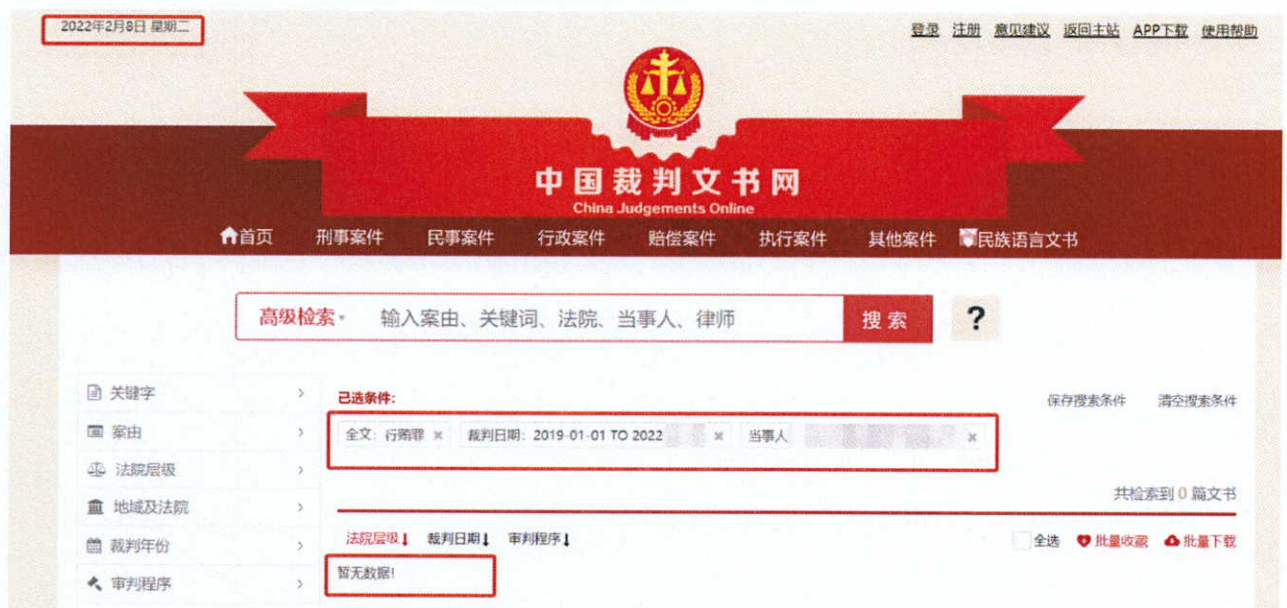 2022年2月8日 星期二
登录 注册 意见建议 返回主站 APP下载 使用帮助
中国裁判文书网
China Judgements Online
首页 刑事案件 民事案件 行政案件 赔偿案件 执行案件 其他案件 民族语言文书
高级检索 输入案由、关键词、法院、当事人、律师 搜索 ?
关键字
案由
法院层级
地域及法院
裁判年份
审判程序
已选条件:
保存搜索条件 清空搜索条件
全文: 行贿罪 × 裁判日期: 2019-01-01 TO 2022 × 当事人 ×
共检索到 0 篇文书
法院层级↓ 裁判日期↓ 审判程序↓
全选 批量收藏 批量下载
暂无数据!